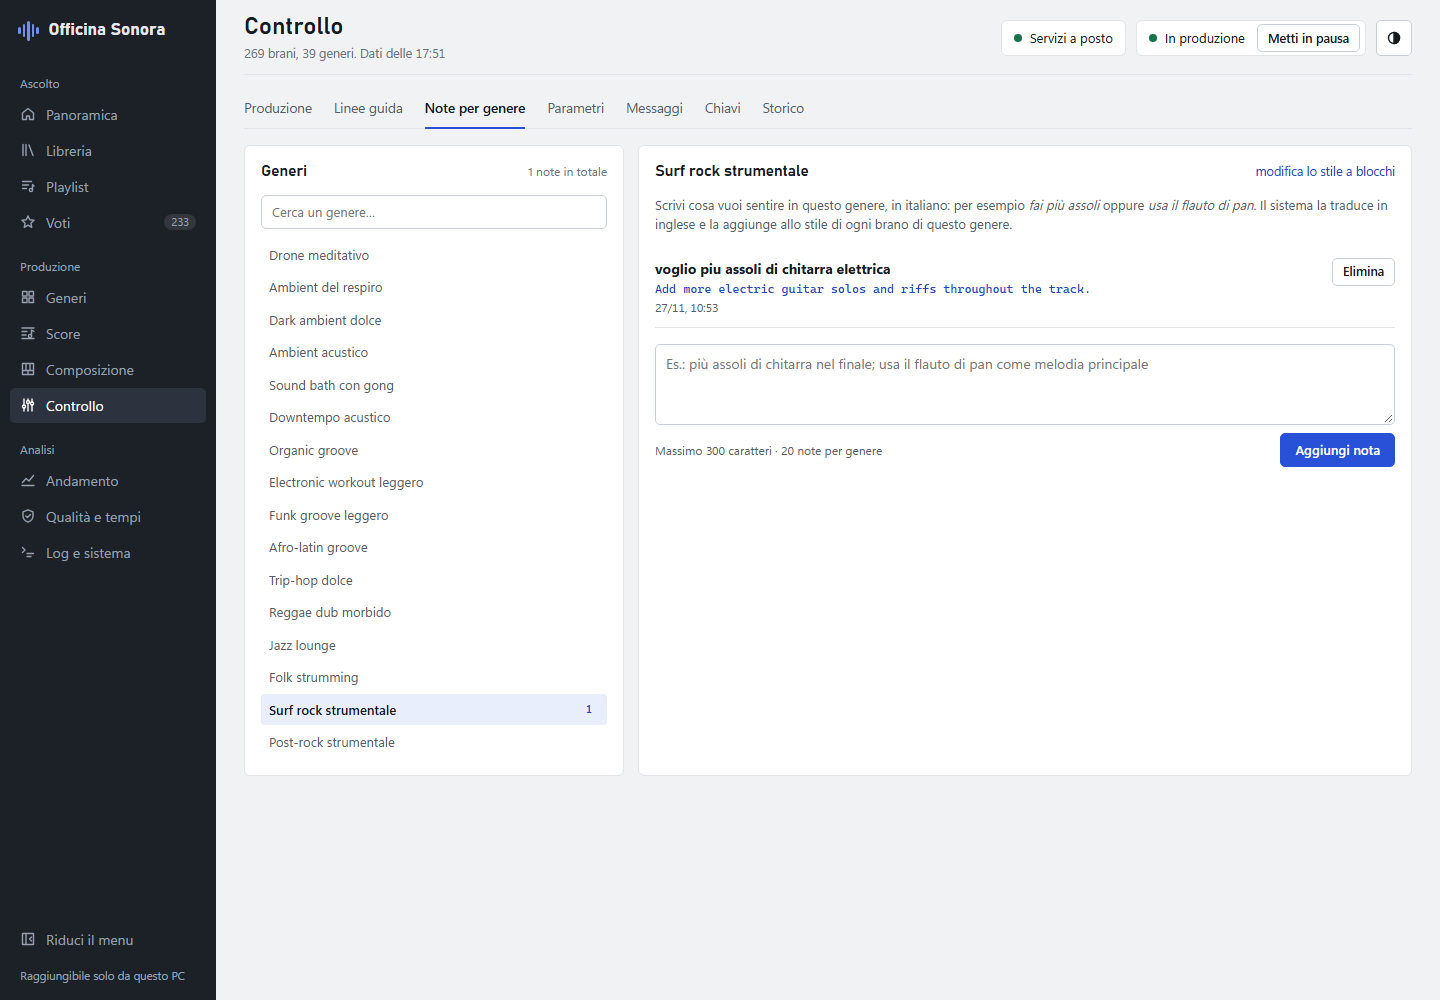 Officina Sonora
Ascolto
Panoramica
Libreria
Playlist
Voti 233
Produzione
Generi
Score
Composizione
Controllo
Analisi
Andamento
Qualità e tempi
Log e sistema
Riduci il menu
Raggiungibile solo da questo PC
Controllo
269 brani, 39 generi. Dati delle 17:51
Servizi a posto
In produzione Metti in pausa
Produzione Linee guida Note per genere Parametri Messaggi Chiavi Storico
Generi 1 note in totale
Cerca un genere...
Drone meditativo
Ambient del respiro
Dark ambient dolce
Ambient acustico
Sound bath con gong
Downtempo acustico
Organic groove
Electronic workout leggero
Funk groove leggero
Afro-latin groove
Trip-hop dolce
Reggae dub morbido
Jazz lounge
Folk strumming
Surf rock strumentale 1
Post-rock strumentale
Surf rock strumentale modifica lo stile a blocchi
Scrivi cosa vuoi sentire in questo genere, in italiano: per esempio fai più assoli oppure usa il flauto di pan. Il sistema la traduce in
inglese e la aggiunge allo stile di ogni brano di questo genere.
voglio piu assoli di chitarra elettrica Elimina
Add more electric guitar solos and riffs throughout the track.
27/11, 10:53
Es.: più assoli di chitarra nel finale; usa il flauto di pan come melodia principale
Massimo 300 caratteri · 20 note per genere Aggiungi nota